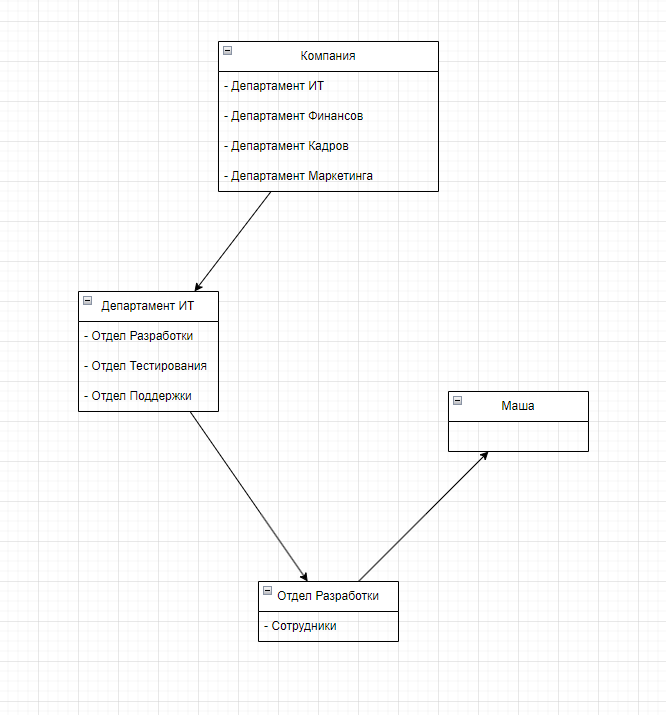 Компания
- Департамент ИТ
- Департамент Финансов
- Департамент Кадров
- Департамент Маркетинга
Департамент ИТ
- Отдел Разработки
- Отдел Тестирования
- Отдел Поддержки
Маша
Отдел Разработки
- Сотрудники